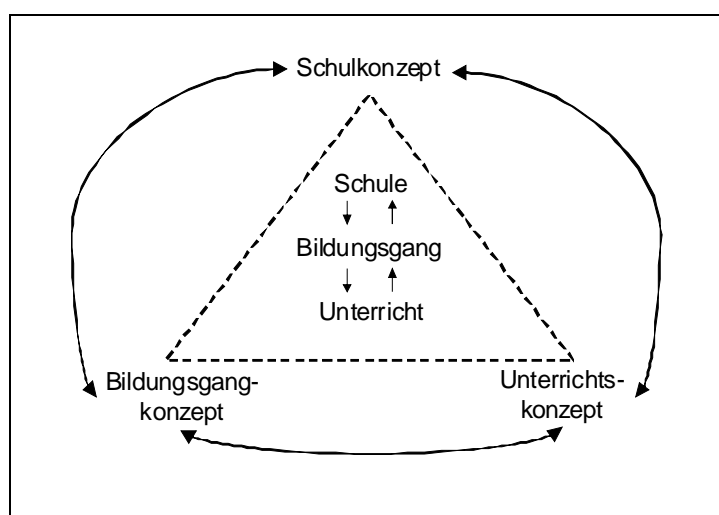 Schulkonzept
Schule
Bildungsgang
Unterricht
Bildungsgang-
konzept
Unterrichts-
konzept